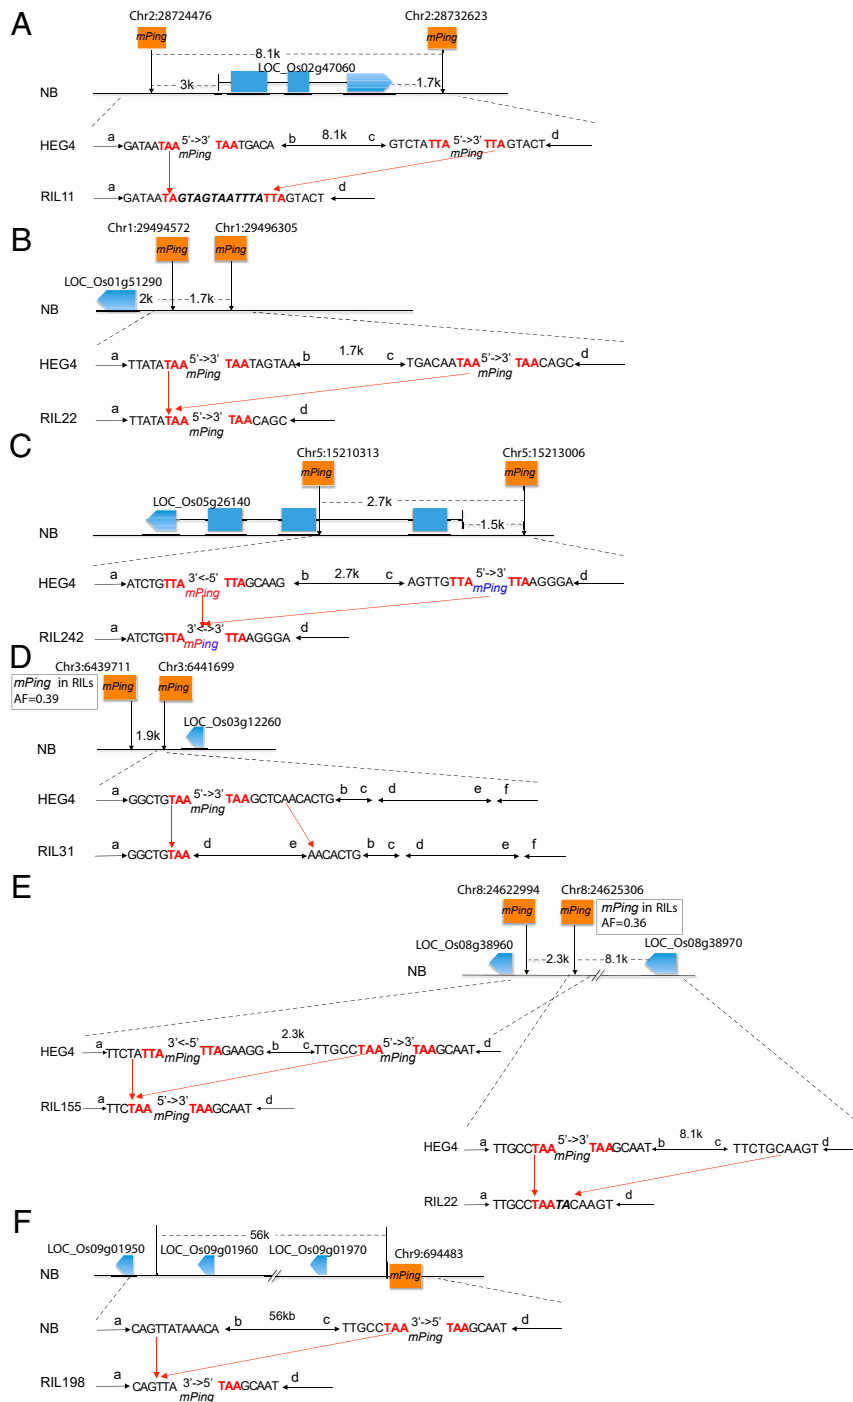 A
Chr2:28724476 Chr2:28732623
mPing mPing
8.1k
LOC_Os02g47060
3k 1.7k
NB
HEG4 a GATAATAA 5'->3' mPing TAATGACA b 8.1k c GTCTATTA 5'->3' mPing TTAGTACT d
RIL11 a GATAATAGTAGTAATTTATTAGTACT d
B
Chr1:29494572 Chr1:29496305
mPing mPing
LOC_Os01g51290
2k 1.7k
NB
HEG4 a TTATATAA 5'->3' mPing TAATAGTAA b 1.7k c TGACAATAA 5'->3' mPing TAACAGC d
RIL22 a TTATATAA 5'->3' mPing TAACAGC d
C
Chr5:15210313 Chr5:15213006
mPing mPing
2.7k
LOC_Os05g26140
1.5k
NB
HEG4 a ATCTGTTA 3'<-5' mPing TTAGCAAG b 2.7k c AGTTGTTA 5'->3' mPing TTAAGGGA d
RIL242 a ATCTGTTA 3'<->3' mPing TTAAGGGA d
D
Chr3:6439711 Chr3:6441699
mPing in RILs
AF=0.39
mPing mPing
1.9k
LOC_Os03g12260
NB
HEG4 a GGCTGTAA 5'->3' mPing TAAGCTCAACACTG b c d e f
RIL31 a GGCTGTAA d e AACACTG b c d e f
E
Chr8:24622994 Chr8:24625306
mPing mPing
mPing in RILs
AF=0.36
LOC_Os08g38960 LOC_Os08g38970
2.3k 8.1k
NB
HEG4 a TTCTATTA 3'<-5' mPing TTAGAAGG b 2.3k c TTGCCTAA 5'->3' mPing TAAGCAAT d
RIL155 a TTCTAA 5'->3' mPing TAAGCAAT d
HEG4 a TTGCCTAA 5'->3' mPing TAAGCAAT b 8.1k c TTCTGCAAGT d
RIL22 a TTGCCTAATACAAGT d
F
56k
LOC_Os09g01950 LOC_Os09g01960 LOC_Os09g01970 Chr9:694483
NB mPing
NB a CAGTTATAAACA b 56kb c TTGCCTAA 3'->5' mPing TAAGCAAT d
RIL198 a CAGTTA 3'->5' mPing TAAGCAAT d